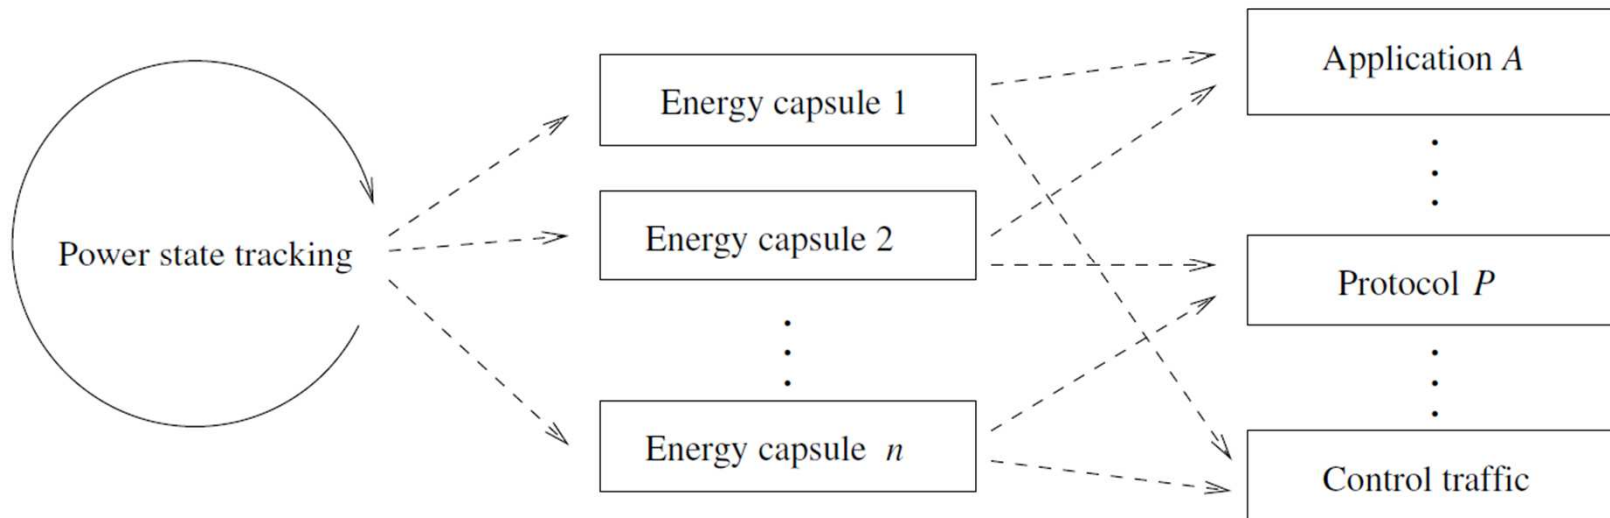 Power state tracking
Energy capsule 1
Energy capsule 2
Energy capsule n
Application A
Protocol P
Control traffic